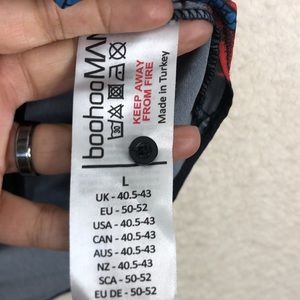 boohooMAN
30
KEEP AWAY
FROM FIRE
Made in Turkey
L
UK - 40.5-43
EU - 50-52
USA - 40.5-43
CAN - 40.5-43
AUS - 40.5-43
NZ - 40.5-43
SCA - 50-52
EU DE - 50-52